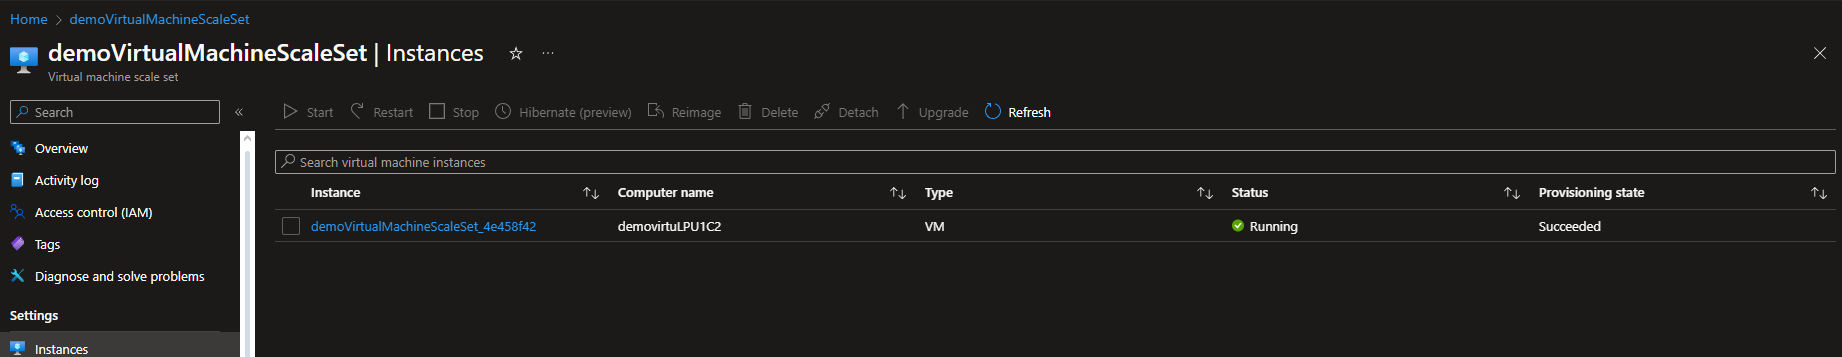 Home > demoVirtualMachineScaleSet
demoVirtualMachineScaleSet | Instances
Virtual machine scale set
Search
Start Restart Stop Hibernate (preview) Reimage Delete Detach Upgrade Refresh
Overview
Activity log
Access control (IAM)
Tags
Diagnose and solve problems
Settings
Instances
Search virtual machine instances
Instance Computer name Type Status Provisioning state
demoVirtualMachineScaleSet_4e458f42 demovirtuLPU1C2 VM Running Succeeded